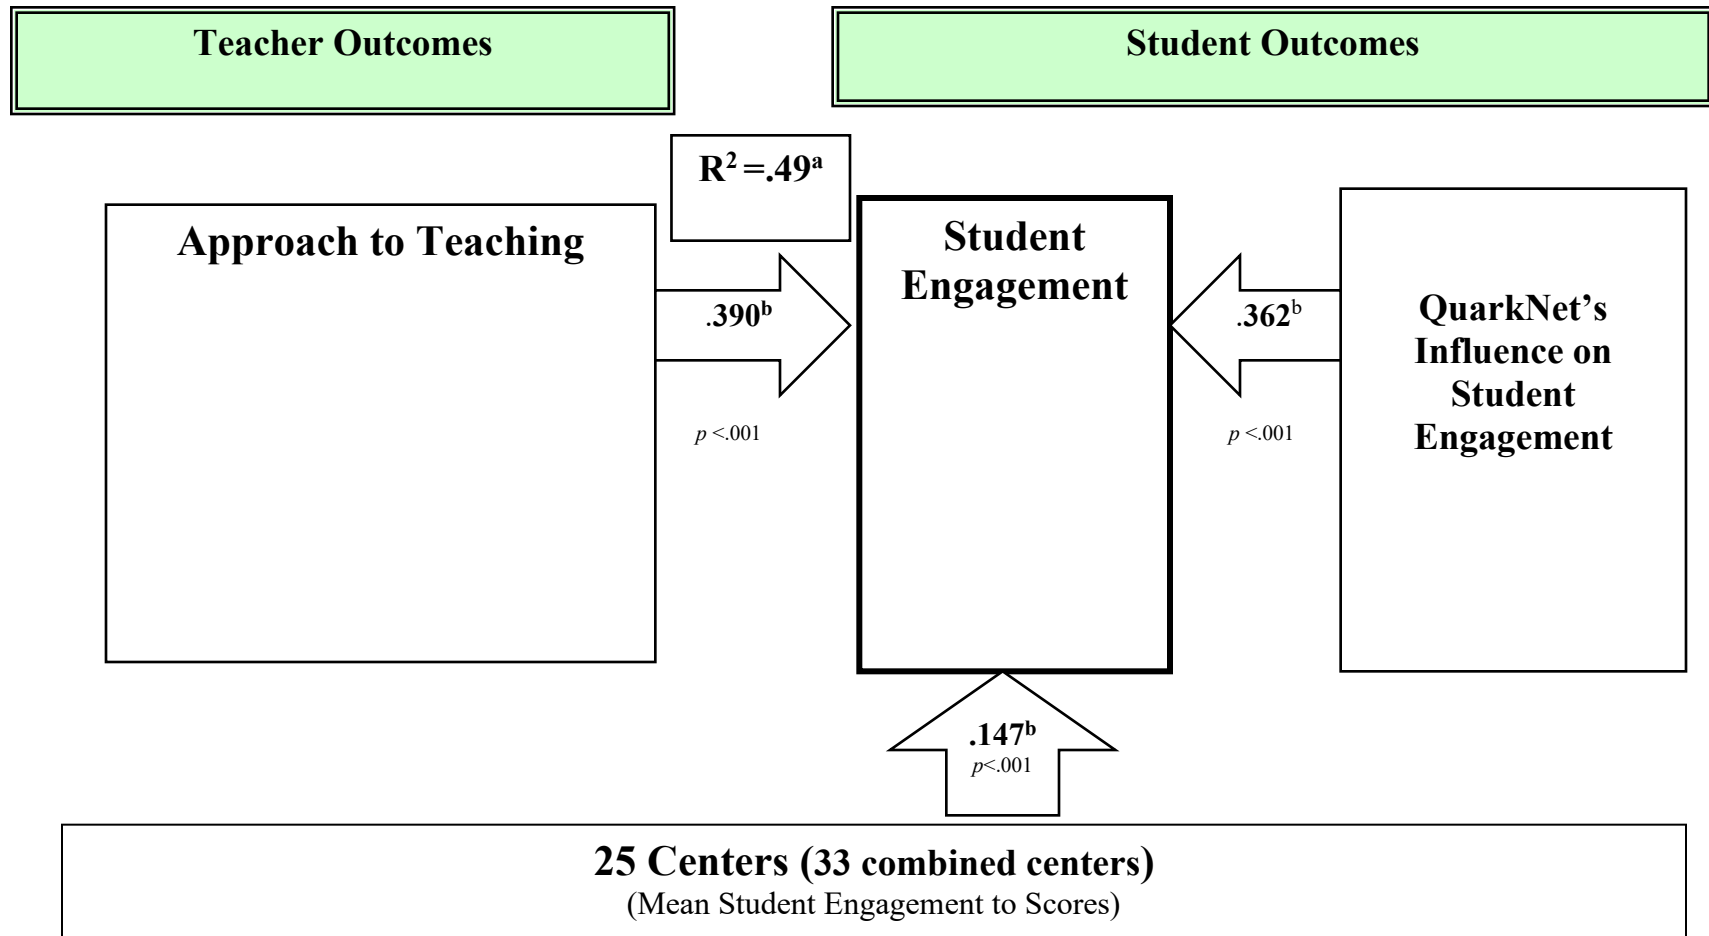 Teacher Outcomes
Student Outcomes
R² =.49ᵃ
Approach to Teaching
Student
Engagement
.390ᵇ
p <.001
.362ᵇ
p <.001
QuarkNet’s
Influence on
Student
Engagement
.147ᵇ
p<.001
25 Centers (33 combined centers)
(Mean Student Engagement to Scores)